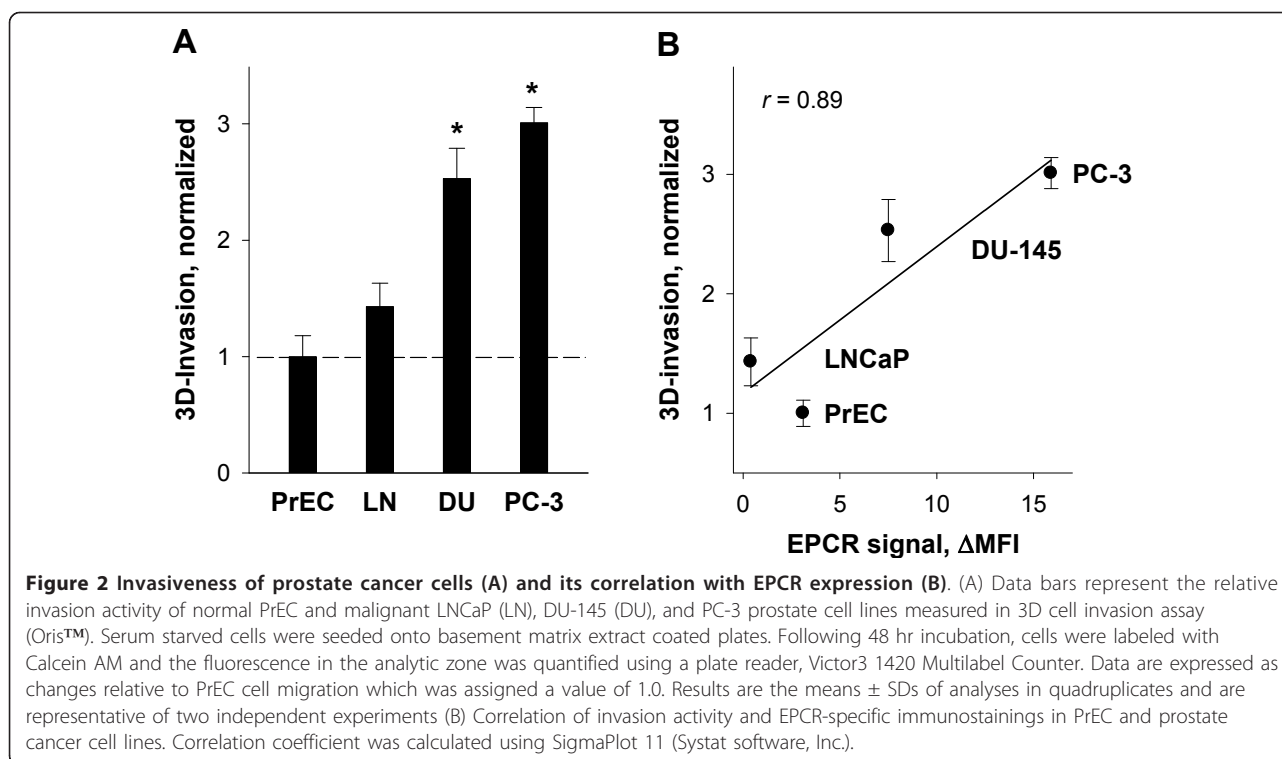 A
3D-Invasion, normalized
3
2
1
0
*
*
PrEC LN DU PC-3
B
3D-invasion, normalized
r = 0.89
3
2
1
PC-3
DU-145
LNCaP
PrEC
0 5 10 15
EPCR signal, ΔMFI
Figure 2 Invasiveness of prostate cancer cells (A) and its correlation with EPCR expression (B). (A) Data bars represent the relative
invasion activity of normal PrEC and malignant LNCaP (LN), DU-145 (DU), and PC-3 prostate cell lines measured in 3D cell invasion assay
(Oris™). Serum starved cells were seeded onto basement matrix extract coated plates. Following 48 hr incubation, cells were labeled with
Calcein AM and the fluorescence in the analytic zone was quantified using a plate reader, Victor3 1420 Multilabel Counter. Data are expressed as
changes relative to PrEC cell migration which was assigned a value of 1.0. Results are the means ± SDs of analyses in quadruplicates and are
representative of two independent experiments (B) Correlation of invasion activity and EPCR-specific immunostainings in PrEC and prostate
cancer cell lines. Correlation coefficient was calculated using SigmaPlot 11 (Systat software, Inc.).